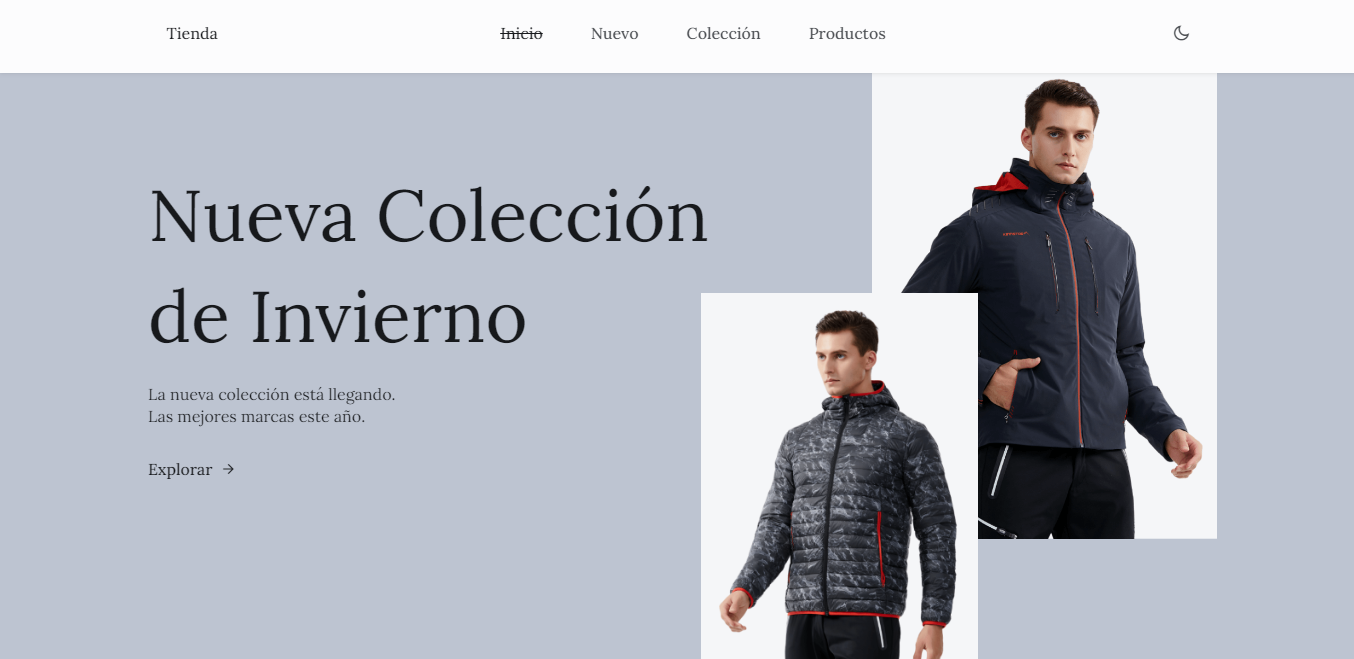 Tienda
Inicio
Nuevo
Colección
Productos
Nueva Colección
de Invierno
La nueva colección está llegando.
Las mejores marcas este año.
Explorar →